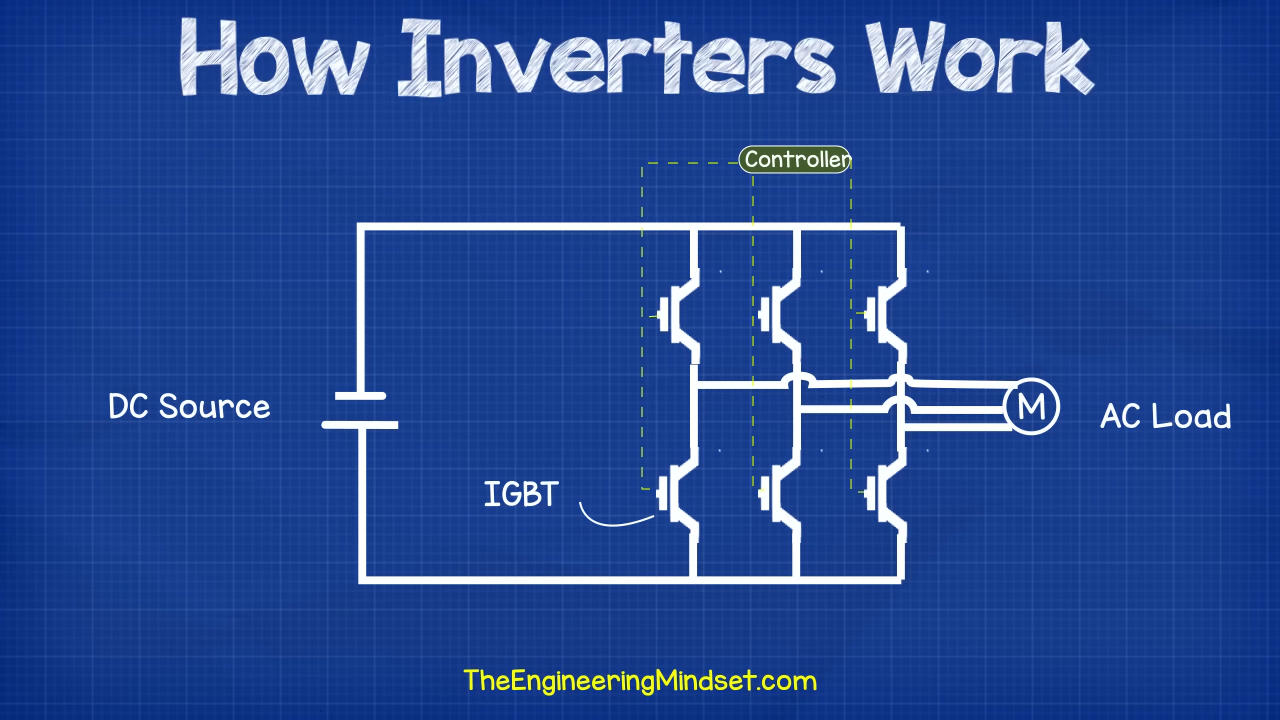 How Inverters Work
Controller
DC Source
M
AC Load
IGBT
TheEngineeringMindset.com